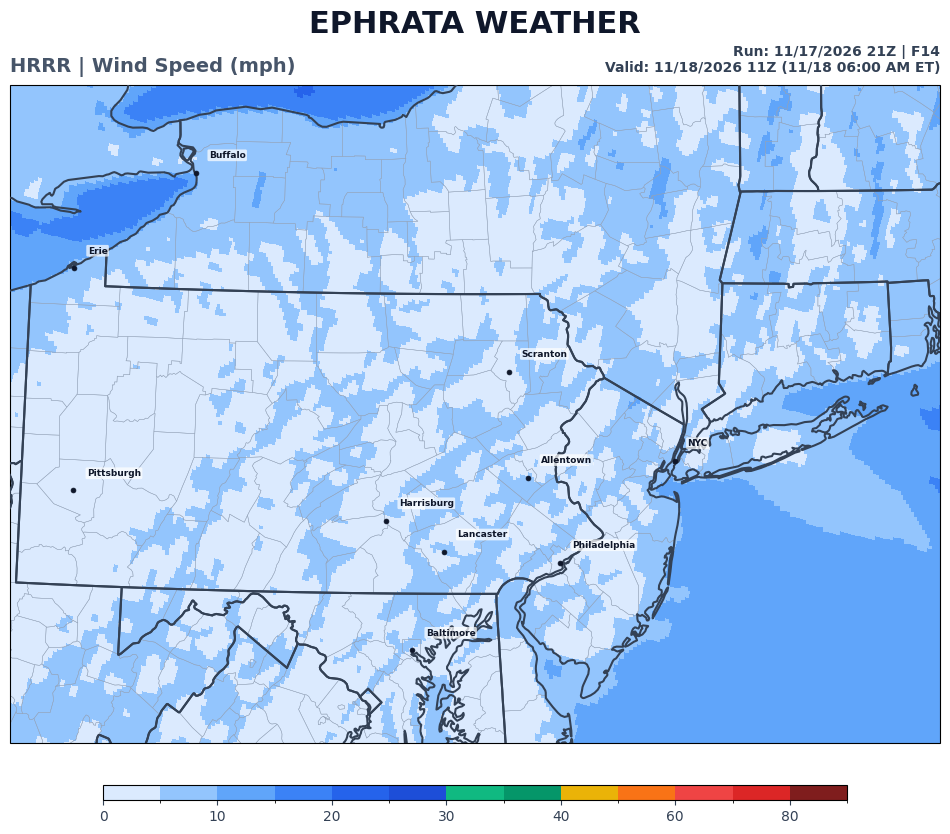 EPHRATA WEATHER
HRRR | Wind Speed (mph)
Run: 11/17/2026 21Z | F14
Valid: 11/18/2026 11Z (11/18 06:00 AM ET)
Buffalo
Erie
Scranton
NYC
Allentown
Pittsburgh
Harrisburg
Lancaster
Philadelphia
Baltimore
0 10 20 30 40 50 60 70 80